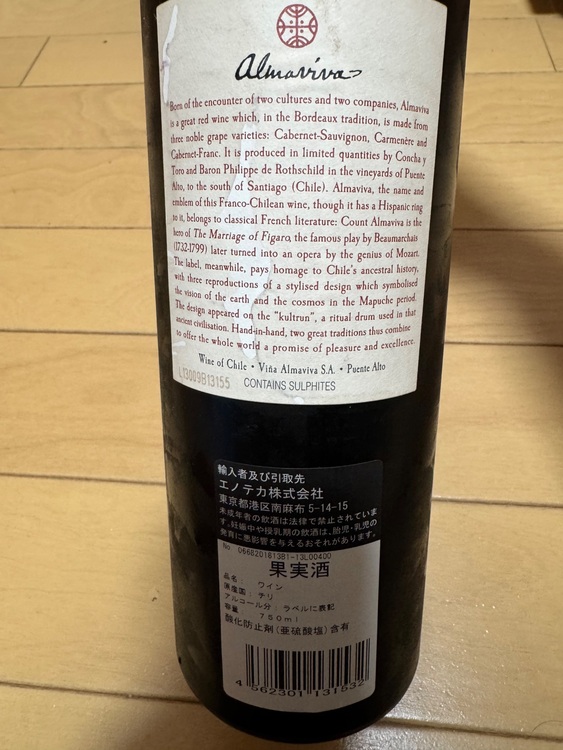 Almaviva
Born of the encounter of two cultures and two companies, Almaviva
is a great red wine which, in the Bordeaux tradition, is made from
three noble grape varieties: Cabernet-Sauvignon, Carmenère and
Cabernet-Franc. It is produced in limited quantities by Concha y
Toro and Baron Philippe de Rothschild in the vineyards of Puente
Alto, to the south of Santiago (Chile). Almaviva, the name and
emblem of this Franco-Chilean wine, though it has a Hispanic ring
to it, belongs to classical French literature: Count Almaviva is the
hero of The Marriage of Figaro, the famous play by Beaumarchais
(1732-1799) later turned into an opera by the genius of Mozart.
The label, meanwhile, pays homage to Chile's ancestral history,
with three reproductions of a stylised design which symbolised
the vision of the earth and the cosmos in the Mapuche period.
The design appeared on the "kultrun", a ritual drum used in that
ancient civilisation. Hand-in-hand, two great traditions thus combine
to offer the whole world a promise of pleasure and excellence.
Wine of Chile • Viña Almaviva S.A. • Puente Alto
L13009B13155 CONTAINS SULPHITES
輸入者及び引取先
エノテカ株式会社
東京都港区南麻布 5-14-15
未成年者の飲酒は法律で禁止されていま
す。妊娠中や授乳期の飲酒は、胎児・乳児の
発育に悪影響を与えるおそれがあります。
No 0668201B1381-13L00400
果実酒
品名: ワイン
原産国: チリ
アルコール分: ラベルに表記
容量: 750ml
酸化防止剤(亜硫酸塩)含有
4 562301 131532